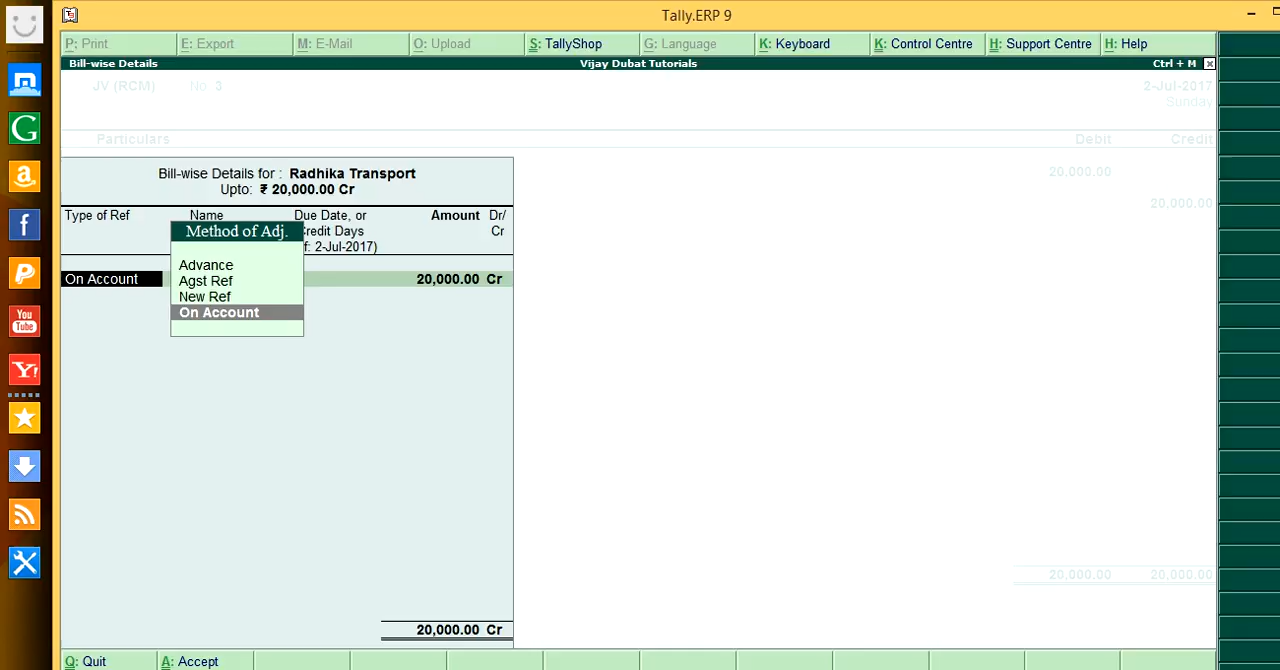 Tally.ERP 9
P: Print
E: Export
M: E-Mail
O: Upload
S: TallyShop
G: Language
K: Keyboard
K: Control Centre
H: Support Centre
H: Help
Bill-wise Details
Vijay Dubat Tutorials
Ctrl + M
JV (RCM) No. 3
2-Jul-2017
Sunday
Particulars Debit Credit
Bill-wise Details for : Radhika Transport
Upto: ₹ 20,000.00 Cr
20,000.00
20,000.00
Type of Ref Name Due Date, or Amount Dr/
Credit Days Cr
f: 2-Jul-2017)
Method of Adj.
Advance
Agst Ref
New Ref
On Account
On Account 20,000.00 Cr
20,000.00 20,000.00
20,000.00 Cr
Q: Quit
A: Accept
G
a
f
P
You
Tube
Y!